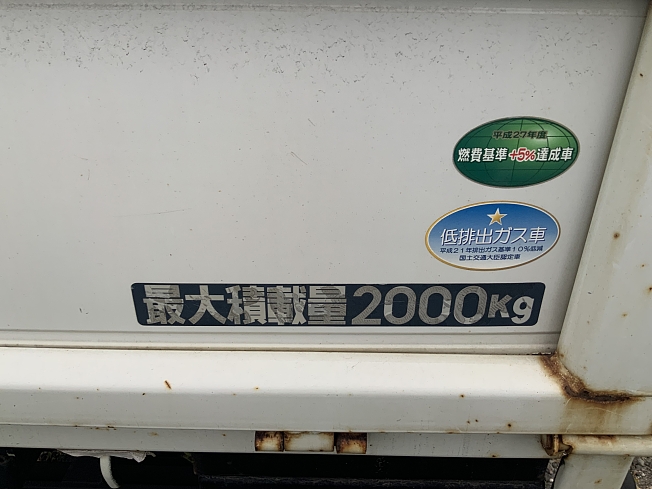 平成27年度
燃費基準+5%達成車
低排出ガス車
平成21年排出ガス基準10%低減
国土交通大臣認定車
最大積載量2000Kg